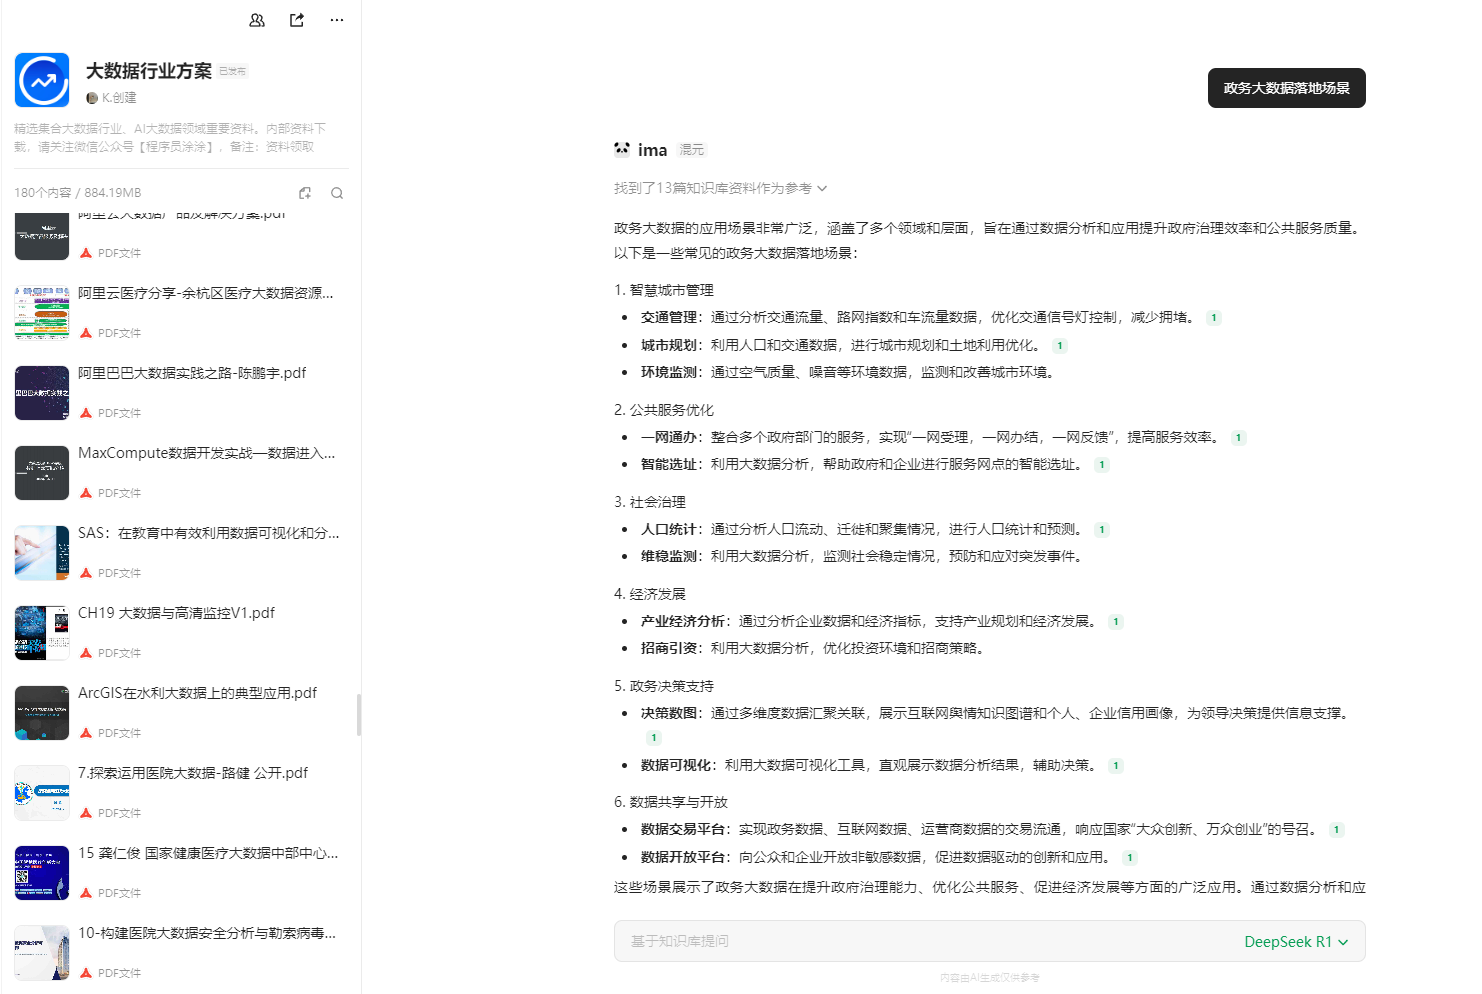 大数据行业方案 已发布
K.创建
精选集合大数据行业、AI大数据领域重要资料。内部资料下
载，请关注微信公众号【程序员涂涂】，备注：资料领取
180个内容 / 884.19MB
阿里云大数据产品及解决方案.pdf
PDF文件
阿里云医疗分享-余杭区医疗大数据资源...
PDF文件
阿里巴巴大数据实践之路-陈鹏宇.pdf
PDF文件
MaxCompute数据开发实战—数据进入...
PDF文件
SAS：在教育中有效利用数据可视化和分...
PDF文件
CH19 大数据与高清监控V1.pdf
PDF文件
ArcGIS在水利大数据上的典型应用.pdf
PDF文件
7.探索运用医院大数据-路健 公开.pdf
PDF文件
15 龚仁俊 国家健康医疗大数据中部中心...
PDF文件
10-构建医院大数据安全分析与勒索病毒...
PDF文件
政务大数据落地场景
ima 混元
找到了13篇知识库资料作为参考
政务大数据的应用场景非常广泛，涵盖了多个领域和层面，旨在通过数据分析和应用提升政府治理效率和公共服务质量。
以下是一些常见的政务大数据落地场景：
1. 智慧城市管理
• 交通管理：通过分析交通流量、路网指数和车流量数据，优化交通信号灯控制，减少拥堵。 1
• 城市规划：利用人口和交通数据，进行城市规划和土地利用优化。 1
• 环境监测：通过空气质量、噪音等环境数据，监测和改善城市环境。
2. 公共服务优化
• 一网通办：整合多个政府部门的服务，实现“一网受理，一网办结，一网反馈”，提高服务效率。 1
• 智能选址：利用大数据分析，帮助政府和企业进行服务网点的智能选址。 1
3. 社会治理
• 人口统计：通过分析人口流动、迁徙和聚集情况，进行人口统计和预测。 1
• 维稳监测：利用大数据分析，监测社会稳定情况，预防和应对突发事件。
4. 经济发展
• 产业经济分析：通过分析企业数据和经济指标，支持产业规划和经济发展。 1
• 招商引资：利用大数据分析，优化投资环境和招商策略。
5. 政务决策支持
• 决策数图：通过多维度数据汇聚关联，展示互联网舆情知识图谱和个人、企业信用画像，为领导决策提供信息支撑。
1
• 数据可视化：利用大数据可视化工具，直观展示数据分析结果，辅助决策。 1
6. 数据共享与开放
• 数据交易平台：实现政务数据、互联网数据、运营商数据的交易流通，响应国家“大众创新、万众创业”的号召。 1
• 数据开放平台：向公众和企业开放非敏感数据，促进数据驱动的创新和应用。 1
这些场景展示了政务大数据在提升政府治理能力、优化公共服务、促进经济发展等方面的广泛应用。通过数据分析和应
基于知识库提问
DeepSeek R1
内容由AI生成仅供参考